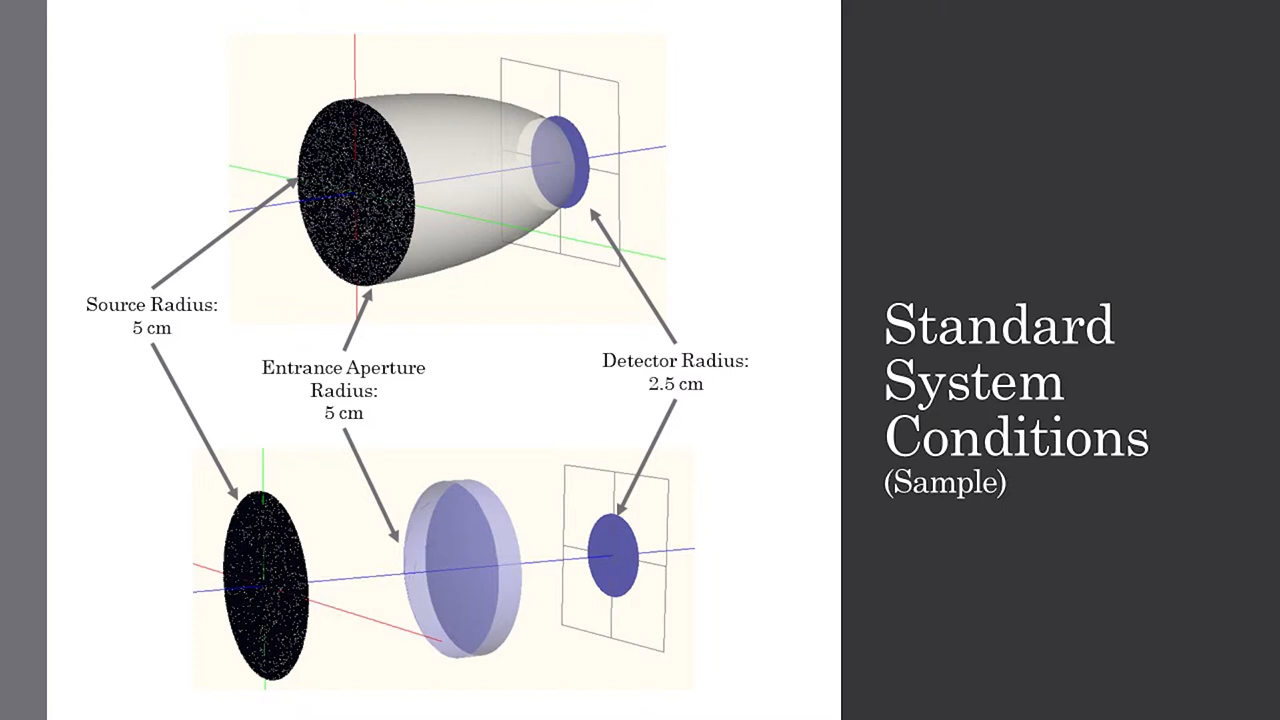 Source Radius:
5 cm
Entrance Aperture
Radius:
5 cm
Detector Radius:
2.5 cm
Standard
System
Conditions
(Sample)